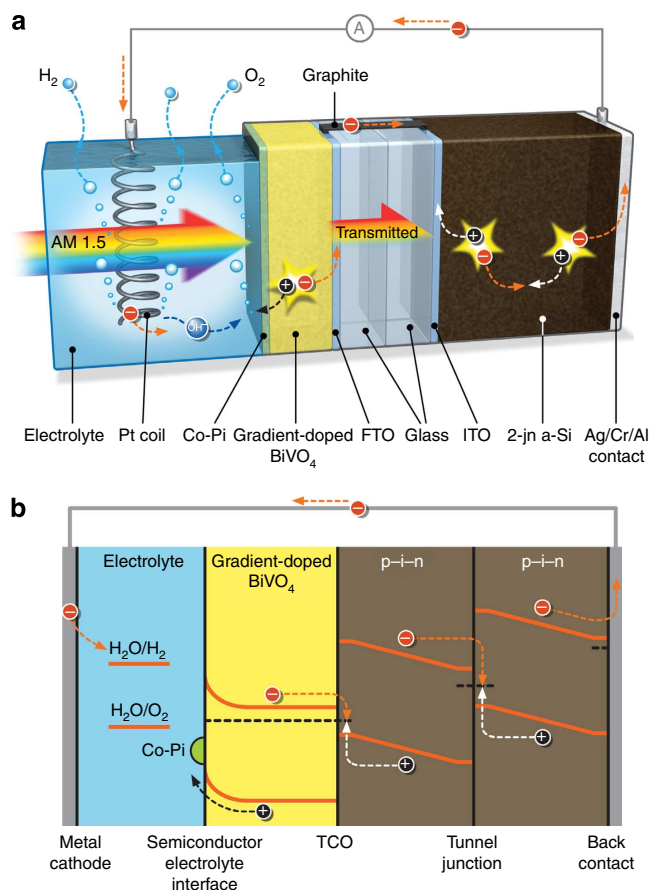 a
A
−
H2
O2
Graphite
−
AM 1.5
Transmitted
+
−
+
−
+
−
−
OH−
Electrolyte
Pt coil
Co-Pi
Gradient-doped
BiVO4
FTO
Glass
ITO
2-jn a-Si
Ag/Cr/Al
contact
b
−
Electrolyte
Gradient-doped
BiVO4
p–i–n
p–i–n
−
−
−
−
H2O/H2
H2O/O2
Co-Pi
+
+
+
Metal
cathode
Semiconductor
electrolyte
interface
TCO
Tunnel
junction
Back
contact